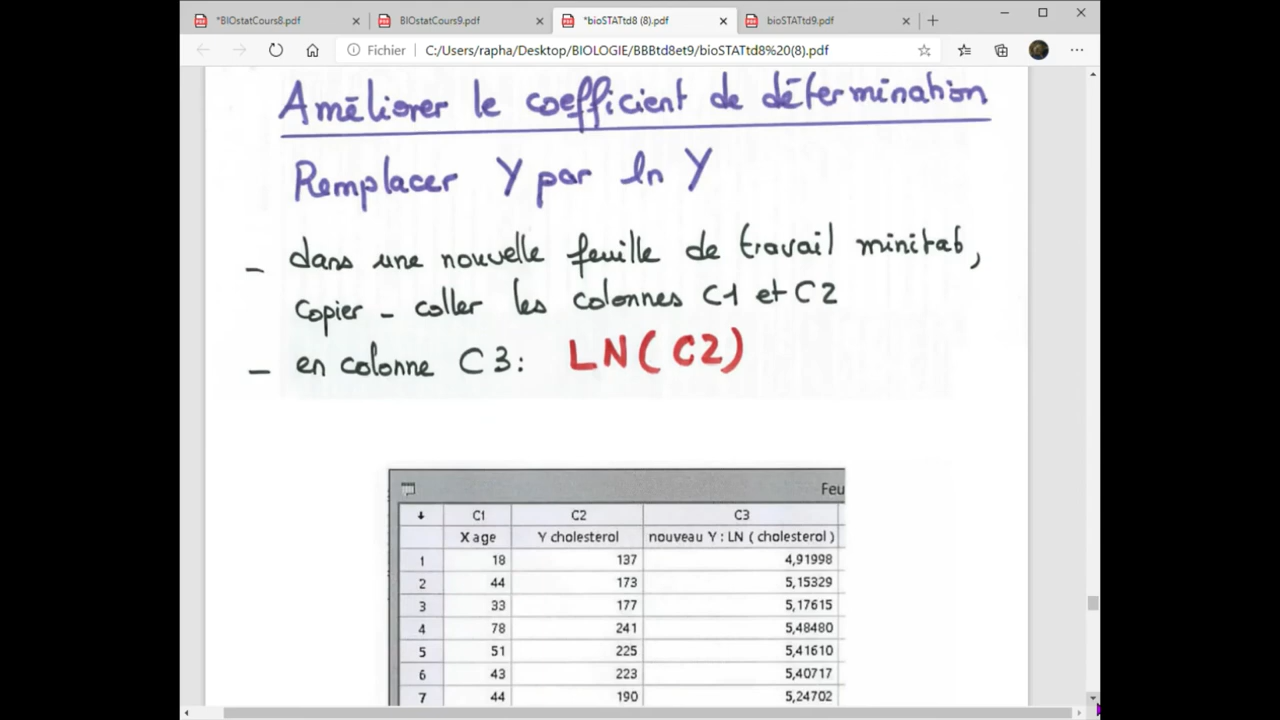 *BIOstatCours8.pdf
BIOstatCours9.pdf
*bioSTATtd8 (8).pdf
bioSTATtd9.pdf
Fichier C:/Users/rapha/Desktop/BIOLOGIE/BBBtd8et9/bioSTATtd8%20(8).pdf
Améliorer le coefficient de détermination
Remplacer Y par ln Y
- dans une nouvelle feuille de travail minitab,
copier - coller les colonnes C1 et C2
- en colonne C3: LN(C2)
Feu
C1 C2 C3
X age Y cholesterol nouveau Y : LN ( cholesterol )
1 18 137 4,91998
2 44 173 5,15329
3 33 177 5,17615
4 78 241 5,48480
5 51 225 5,41610
6 43 223 5,40717
7 44 190 5,24702